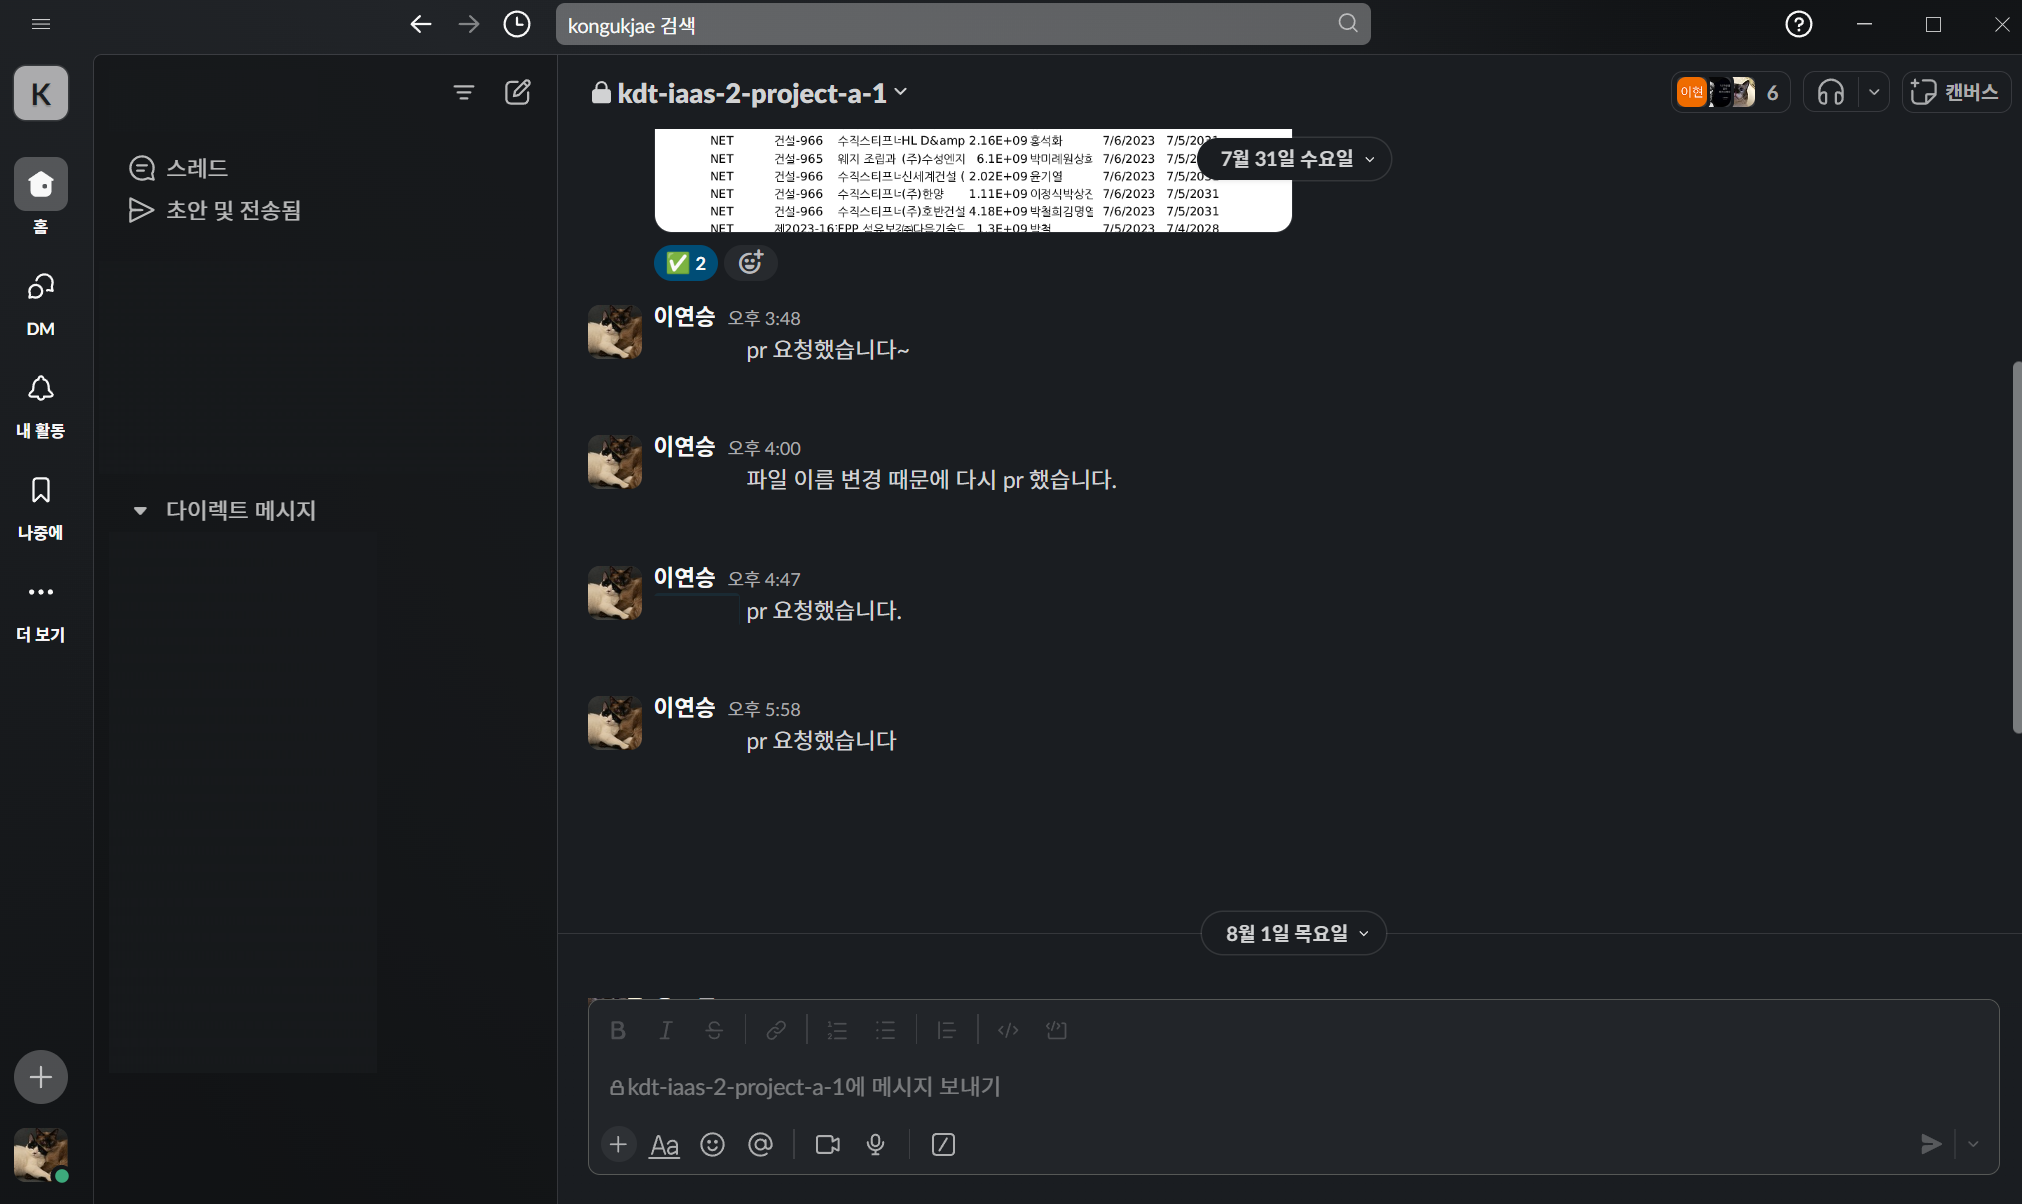 kongukjae 검색
K
홈
DM
내 활동
나중에
더 보기
스레드
초안 및 전송됨
다이렉트 메시지
kdt-iaas-2-project-a-1
이현
6
캔버스
7월 31일 수요일
NET 건설-966 수직스티프너HL D&amp 2.16E+09 홍석화 7/6/2023 7/5/2031
NET 건설-965 웨지 조립과 (주)수성엔지 6.1E+09 박미례원상호 7/6/2023
NET 건설-966 수직스티프너신세계건설 ( 2.02E+09 윤기열 7/6/2023
NET 건설-966 수직스티프너(주)한양 1.11E+09 이정식박상진 7/6/2023 7/5/2031
NET 건설-966 수직스티프너(주)호반건설 4.18E+09 박철희김명열 7/6/2023 7/5/2031
NET 제2023-16 1.3E+09 박철 7/5/2023 7/4/2028
2
이연승 오후 3:48
pr 요청했습니다~
이연승 오후 4:00
파일 이름 변경 때문에 다시 pr 했습니다.
이연승 오후 4:47
pr 요청했습니다.
이연승 오후 5:58
pr 요청했습니다
8월 1일 목요일
kdt-iaas-2-project-a-1에 메시지 보내기
Aa